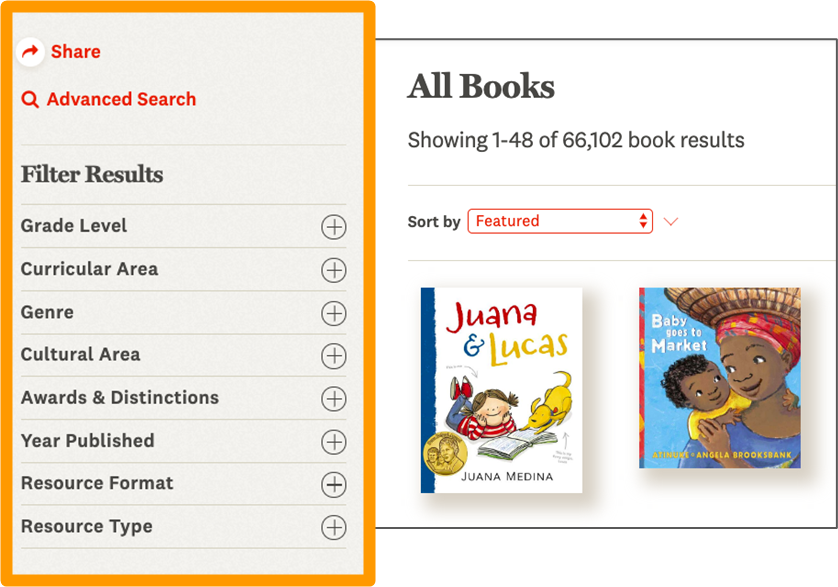 Share
Advanced Search
Filter Results
Grade Level
Curricular Area
Genre
Cultural Area
Awards & Distinctions
Year Published
Resource Format
Resource Type
All Books
Showing 1-48 of 66,102 book results
Sort by Featured
Juana
& Lucas
JUANA MEDINA
Baby
goes to
Market
ATINUKE • ANGELA BROOKSBANK